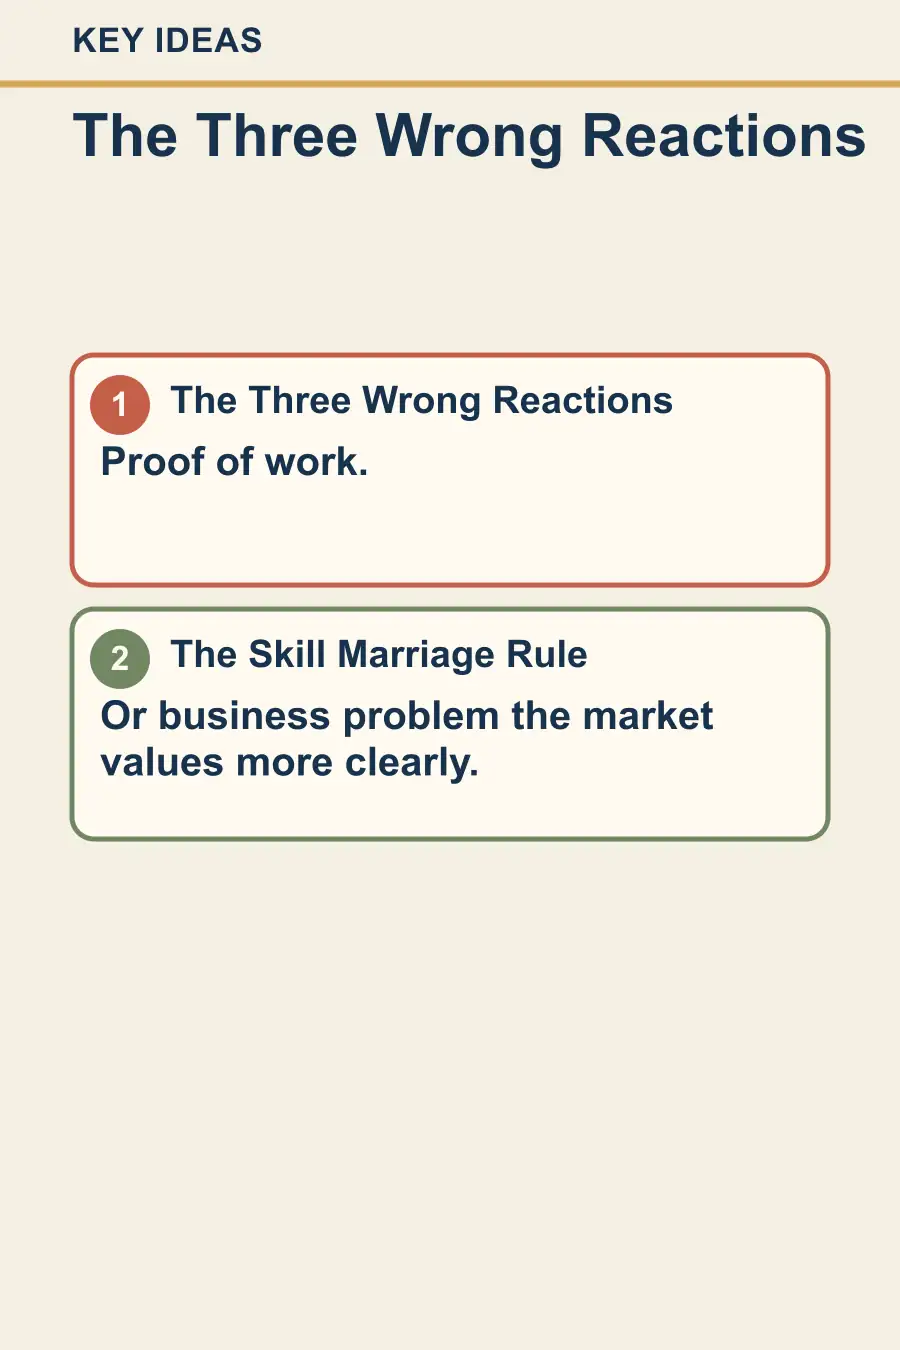 KEY IDEAS
The Three Wrong Reactions
1 The Three Wrong Reactions
Proof of work.
2 The Skill Marriage Rule
Or business problem the market
values more clearly.